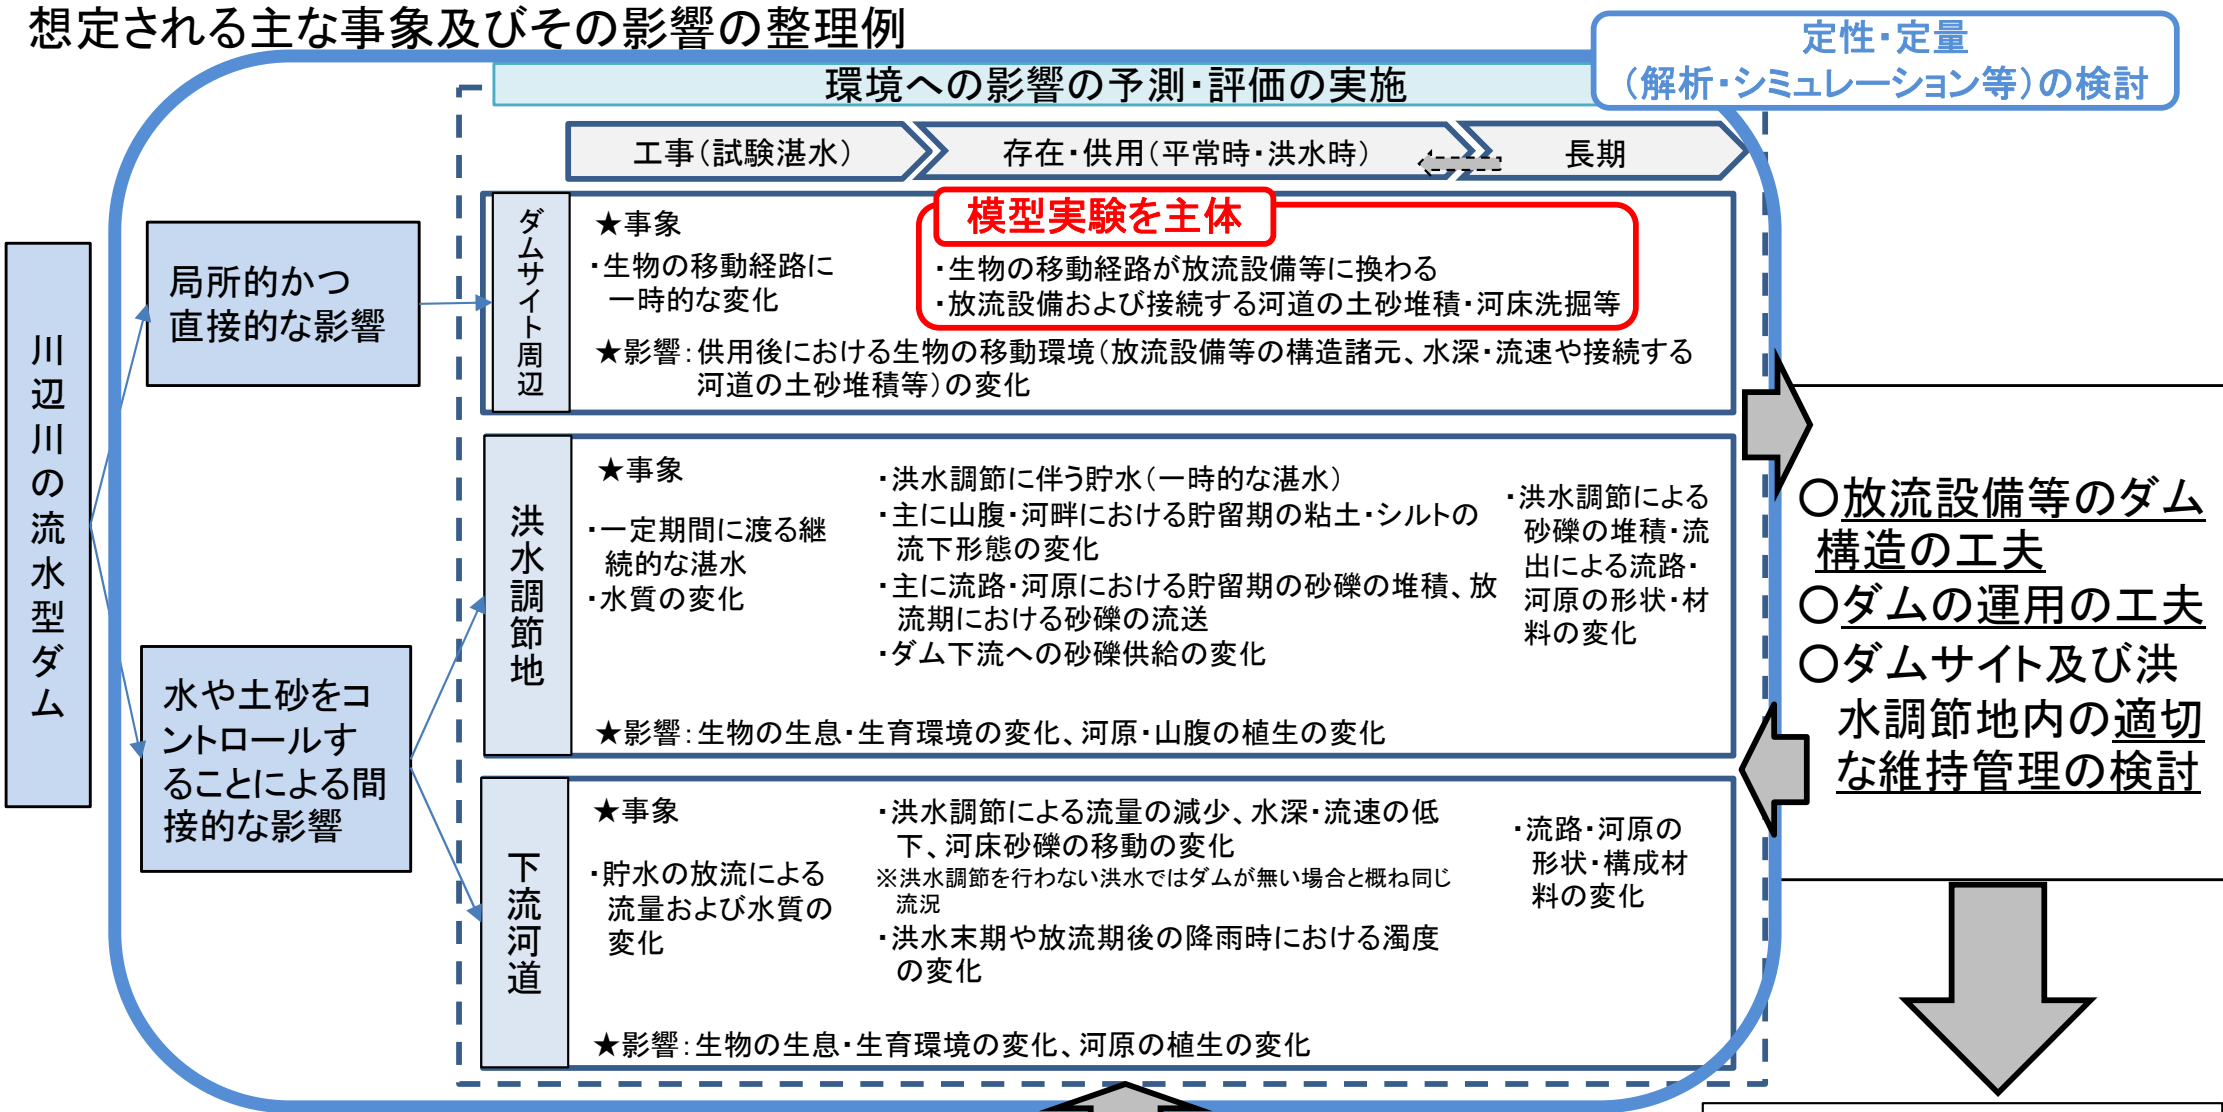 想定される主な事象及びその影響の整理例
定性・定量
（解析・シミュレーション等）の検討
環境への影響の予測・評価の実施
工事（試験湛水）
存在・供用（平常時・洪水時）
長期
川辺川の流水型ダム
局所的かつ
直接的な影響
水や土砂をコ
ントロールす
ることによる間
接的な影響
ダムサイト周辺
★事象
・生物の移動経路に
一時的な変化
模型実験を主体
・生物の移動経路が放流設備等に換わる
・放流設備および接続する河道の土砂堆積・河床洗掘等
★影響：供用後における生物の移動環境（放流設備等の構造諸元、水深・流速や接続する
河道の土砂堆積等）の変化
洪水調節地
★事象
・一定期間に渡る継
続的な湛水
・水質の変化
・洪水調節に伴う貯水（一時的な湛水）
・主に山腹・河畔における貯留期の粘土・シルトの
流下形態の変化
・主に流路・河原における貯留期の砂礫の堆積、放
流期における砂礫の流送
・ダム下流への砂礫供給の変化
・洪水調節による
砂礫の堆積・流
出による流路・
河原の形状・材
料の変化
★影響：生物の生息・生育環境の変化、河原・山腹の植生の変化
下流河道
★事象
・貯水の放流による
流量および水質の
変化
・洪水調節による流量の減少、水深・流速の低
下、河床砂礫の移動の変化
※洪水調節を行わない洪水ではダムが無い場合と概ね同じ
流況
・洪水末期や放流期後の降雨時における濁度
の変化
・流路・河原の
形状・構成材
料の変化
★影響：生物の生息・生育環境の変化、河原の植生の変化
〇放流設備等のダム
構造の工夫
〇ダムの運用の工夫
〇ダムサイト及び洪
水調節地内の適切
な維持管理の検討